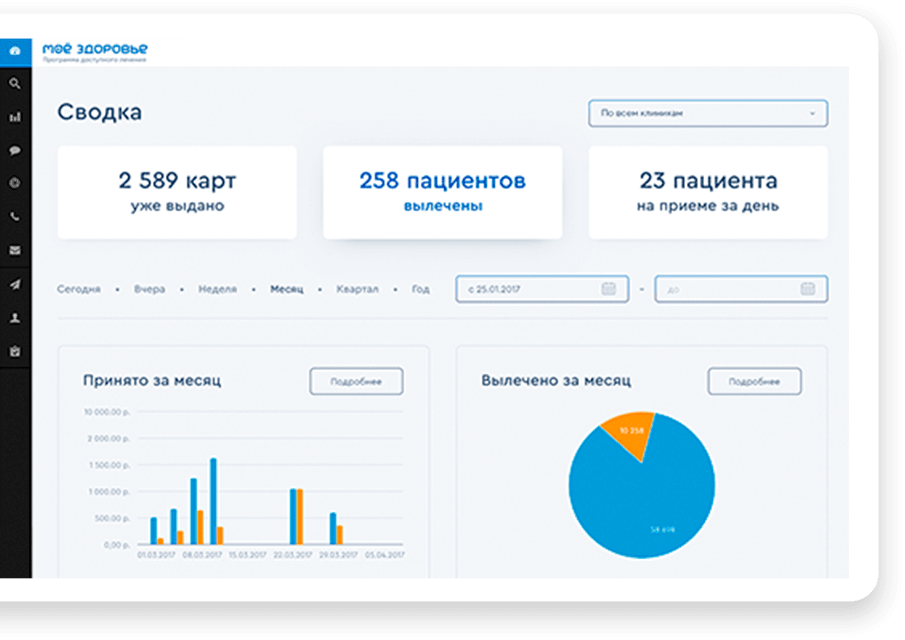 моё здоровье
Программа доступного лечения
Сводка
По всем клиникам
2 589 карт
уже выдано
258 пациентов
вылечены
23 пациента
на приеме за день
Сегодня • Вчера • Неделя • Месяц • Квартал • Год
с 25.01.2017 - до
Принято за месяц
Подробнее
10 000.00 р.
2 000.00 р.
1 500.00 р.
1 000.00 р.
500.00 р.
0,00 р.
01.03.2017 08.03.2017 15.03.2017 22.03.2017 29.03.2017 05.04.2017
Вылечено за месяц
Подробнее
10 258